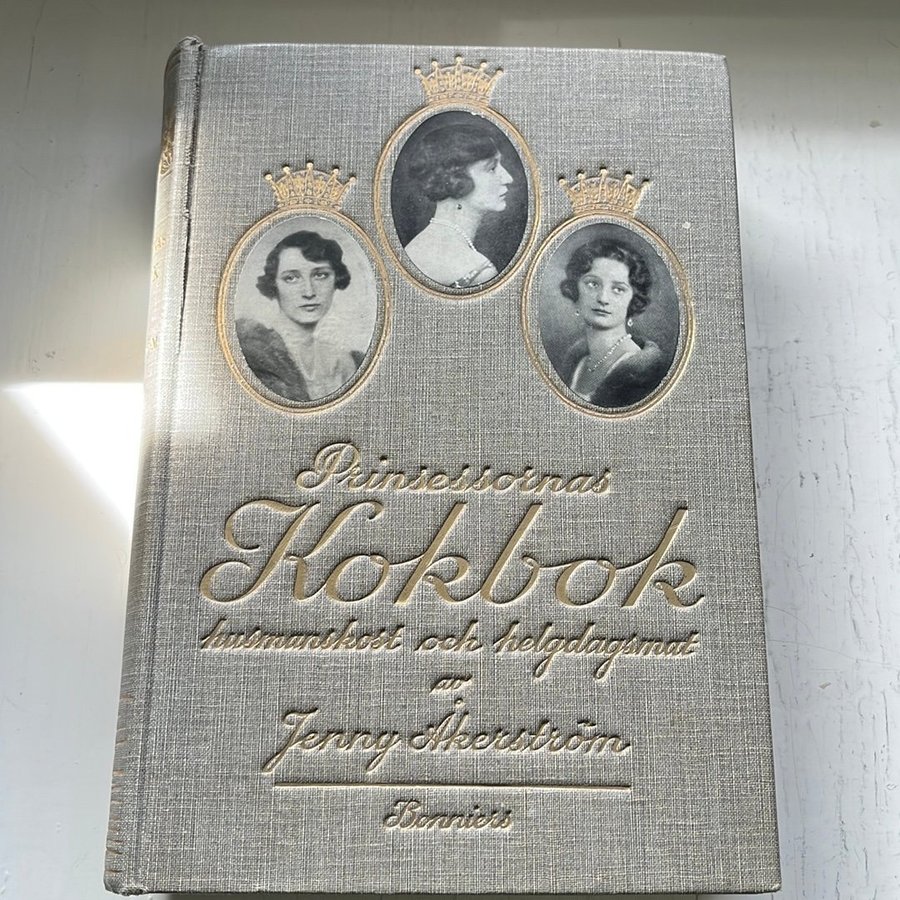 Prinsessornas
Kokbok
husmanskost och helgdagsmat
av
Jenny Åkerström
Bonniers